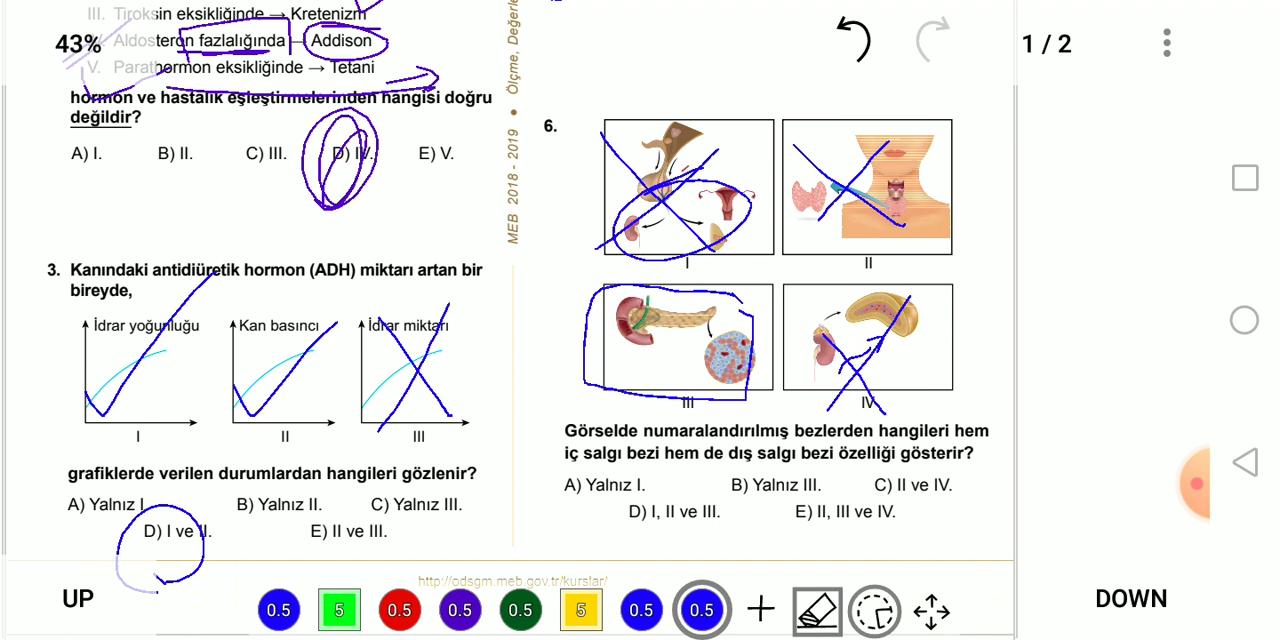 III. Tiroksin eksikliğinde → Kretenizm
43%
Aldosteron fazlalığında → Addison
V. Parathormon eksikliğinde → Tetani
hormon ve hastalık eşleştirmelerinden hangisi doğru
değildir?
A) I. B) II. C) III. D) IV. E) V.
3. Kanındaki antidiüretik hormon (ADH) miktarı artan bir
bireyde,
İdrar yoğunluğu Kan basıncı İdrar miktarı
I II III
grafiklerde verilen durumlardan hangileri gözlenir?
A) Yalnız I. B) Yalnız II. C) Yalnız III.
D) I ve II. E) II ve III.
MEB 2018 - 2019 ● Ölçme, Değerle
6.
I II
III IV
Görselde numaralandırılmış bezlerden hangileri hem
iç salgı bezi hem de dış salgı bezi özelliği gösterir?
A) Yalnız I. B) Yalnız III. C) II ve IV.
D) I, II ve III. E) II, III ve IV.
http://odsgm.meb.gov.tr/kurslar/
1 / 2
UP
0.5 5 0.5 0.5 0.5 5 0.5 0.5
DOWN